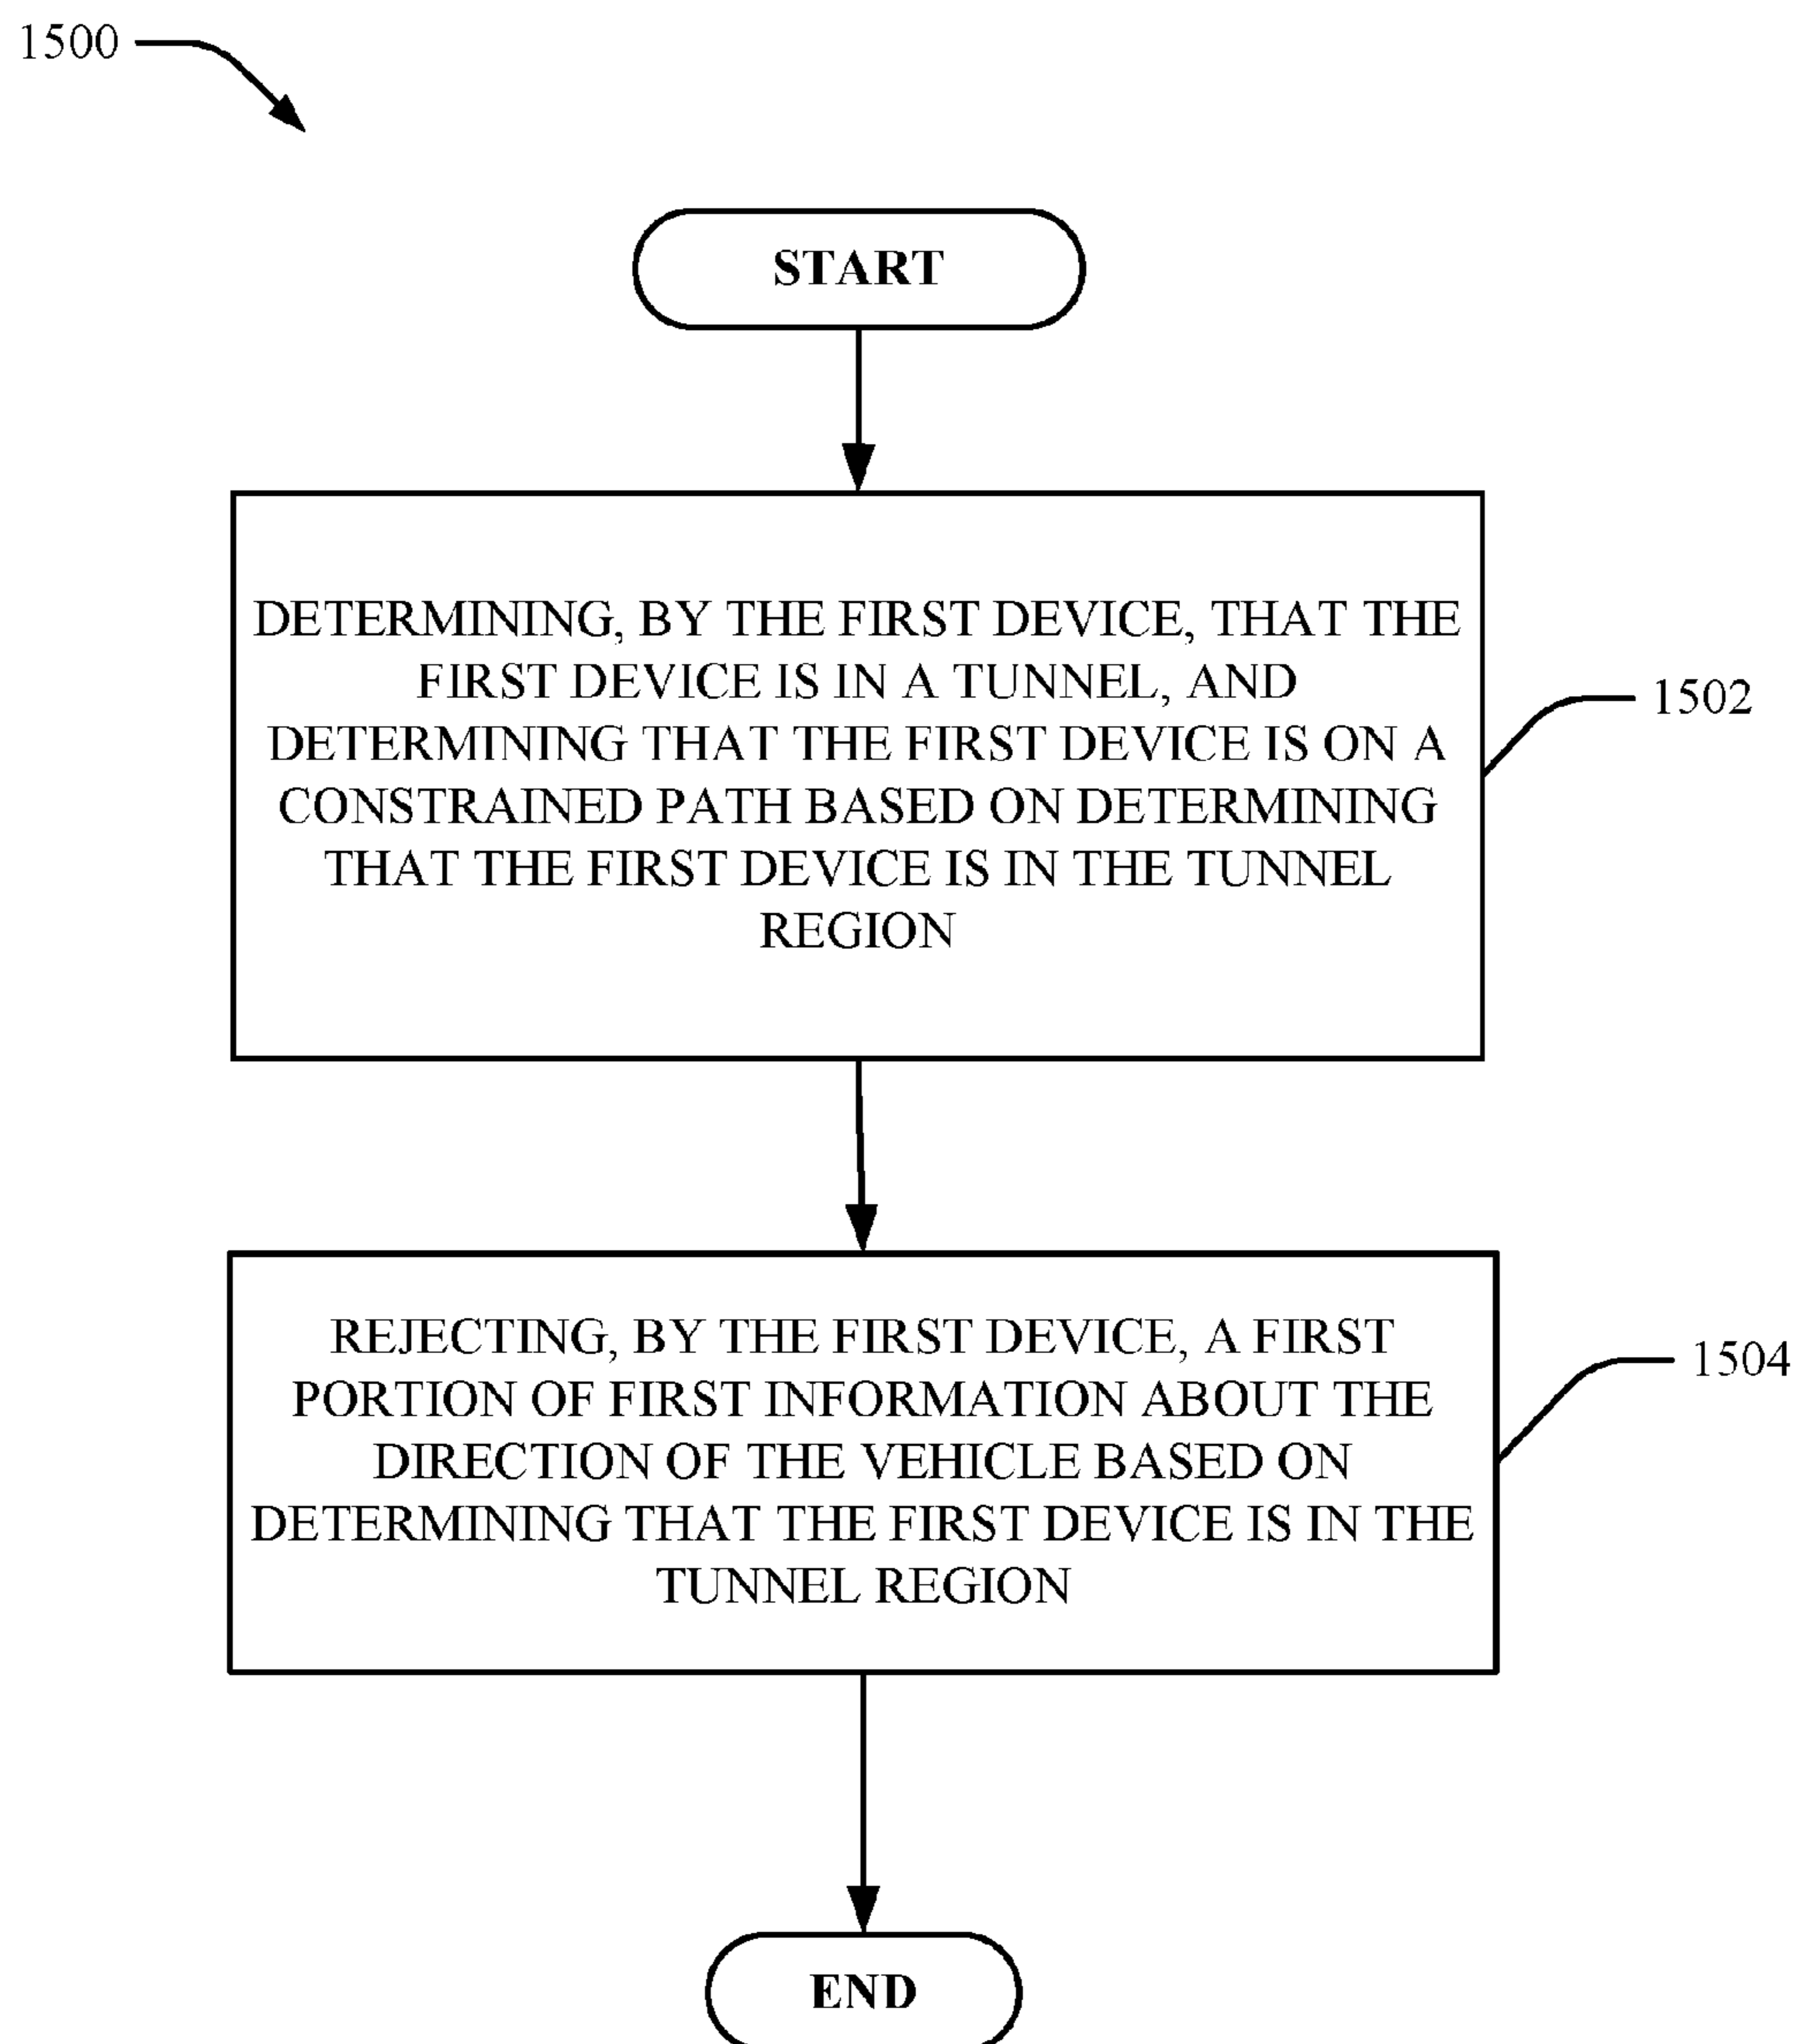 1500
START
DETERMINING, BY THE FIRST DEVICE, THAT THE
FIRST DEVICE IS IN A TUNNEL, AND
DETERMINING THAT THE FIRST DEVICE IS ON A
CONSTRAINED PATH BASED ON DETERMINING
THAT THE FIRST DEVICE IS IN THE TUNNEL
REGION
1502
REJECTING, BY THE FIRST DEVICE, A FIRST
PORTION OF FIRST INFORMATION ABOUT THE
DIRECTION OF THE VEHICLE BASED ON
DETERMINING THAT THE FIRST DEVICE IS IN THE
TUNNEL REGION
1504
END